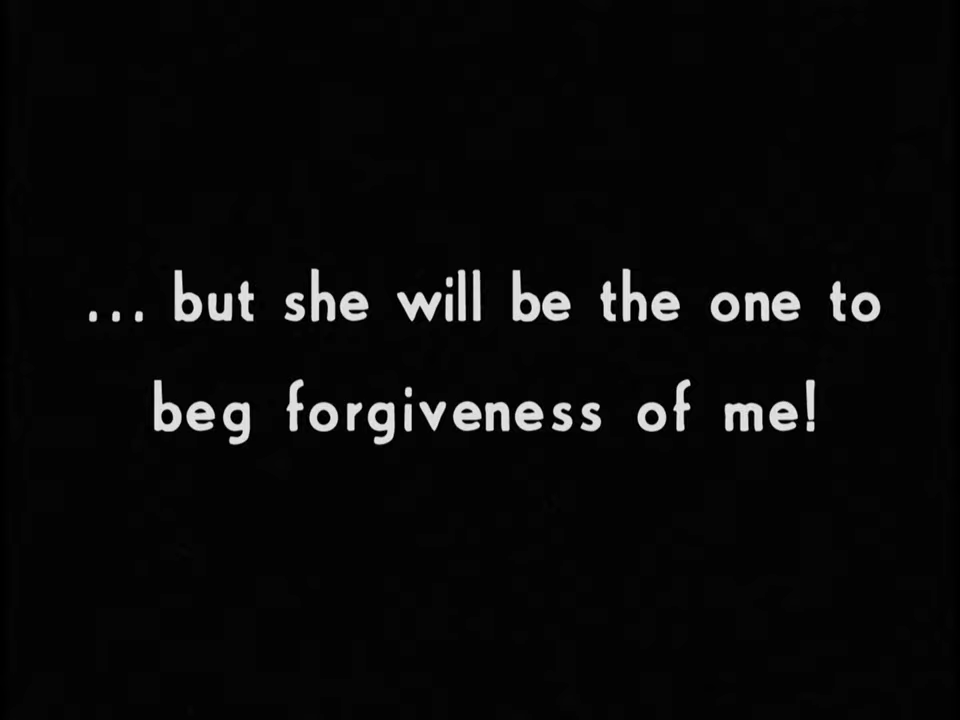 ... but she will be the one to
beg forgiveness of me!